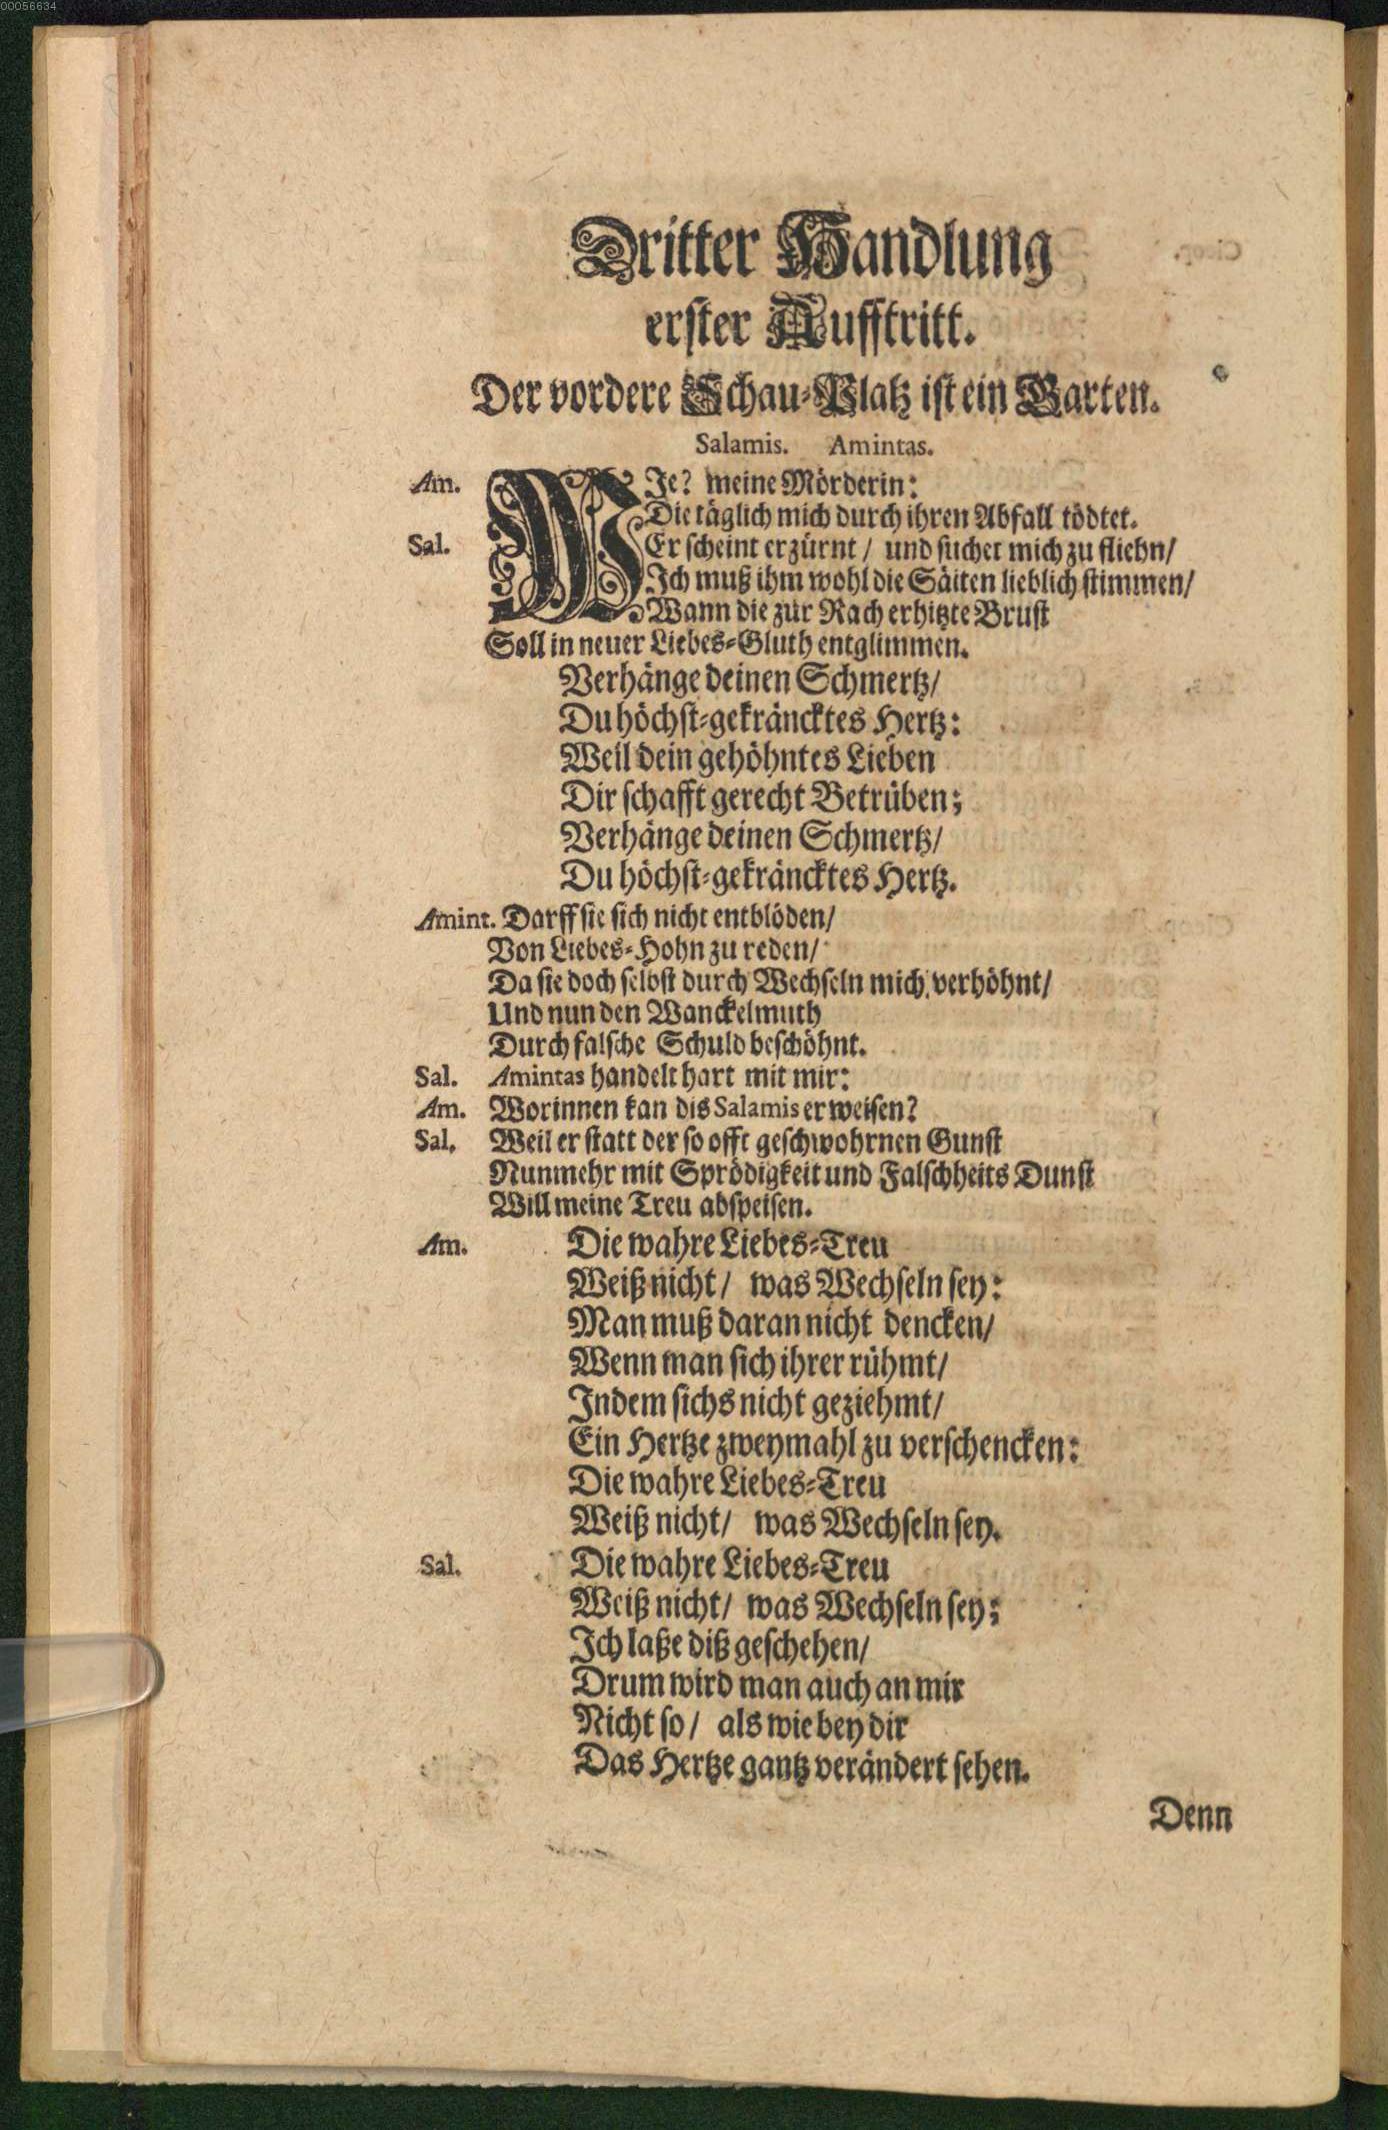 00056634
Dritter Handlung
erster Aufftritt.
Der vordere Schau-Platz ist ein Garten.
Salamis. Amintas.
Am. WIe? meine Mörderin:
Die täglich mich durch ihren Abfall tödtet.
Sal. Er scheint erzürnt / und suchet mich zu fliehn/
Ich muß ihm wohl die Säiten lieblich stimmen/
Wann die zur Rach erhitzte Brust
Soll in neuer Liebes-Gluth entglimmen.
Verhänge deinen Schmertz/
Du höchst-gekräncktes Hertz:
Weil dein gehöhntes Lieben
Dir schafft gerecht Betrüben;
Verhänge deinen Schmertz/
Du höchst-gekräncktes Hertz.
Amint. Darff sie sich nicht entblöden/
Von Liebes-Hohn zu reden/
Da sie doch selbst durch Wechseln mich verhöhnt/
Und nun den Wanckelmuth
Durch falsche Schuld beschöhnt.
Sal. Amintas handelt hart mit mir:
Am. Worinnen kan dis Salamis erweisen?
Sal. Weil er statt der so offt geschwohrnen Gunst
Nunmehr mit Sprödigkeit und Falschheits Dunst
Will meine Treu abspeisen.
Am. Die wahre Liebes-Treu
Weiß nicht / was Wechseln sey:
Man muß daran nicht dencken/
Wenn man sich ihrer rühmt/
Indem sichs nicht geziehmt/
Ein Hertze zweymahl zu verschencken:
Die wahre Liebes-Treu
Weiß nicht / was Wechseln sey.
Sal. Die wahre Liebes-Treu
Weiß nicht / was Wechseln sey;
Ich laße diß geschehen/
Drum wird man auch an mir
Nicht so / als wie bey dir
Das Hertze gantz verändert sehen.
Denn